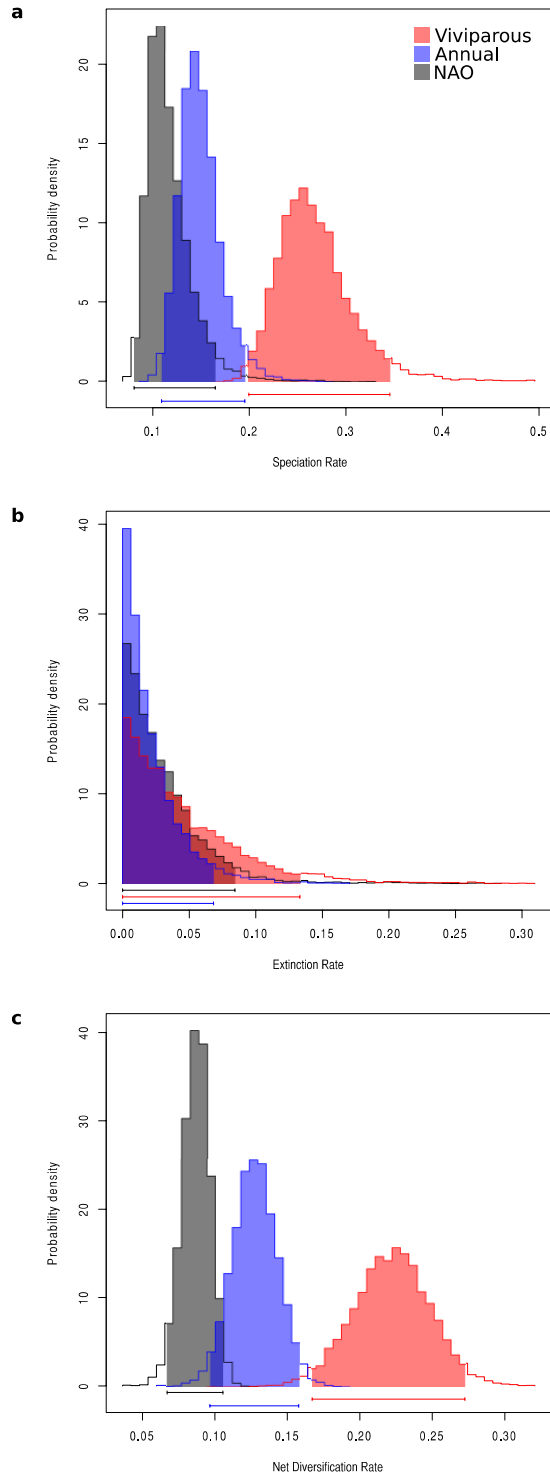 a
Viviparous
Annual
NAO
Probability density
0
5
10
15
20
0.1
0.2
0.3
0.4
0.5
Speciation Rate
b
Probability density
0
10
20
30
40
0.00
0.05
0.10
0.15
0.20
0.25
0.30
Extinction Rate
c
Probability density
0
10
20
30
40
0.05
0.10
0.15
0.20
0.25
0.30
Net Diversification Rate